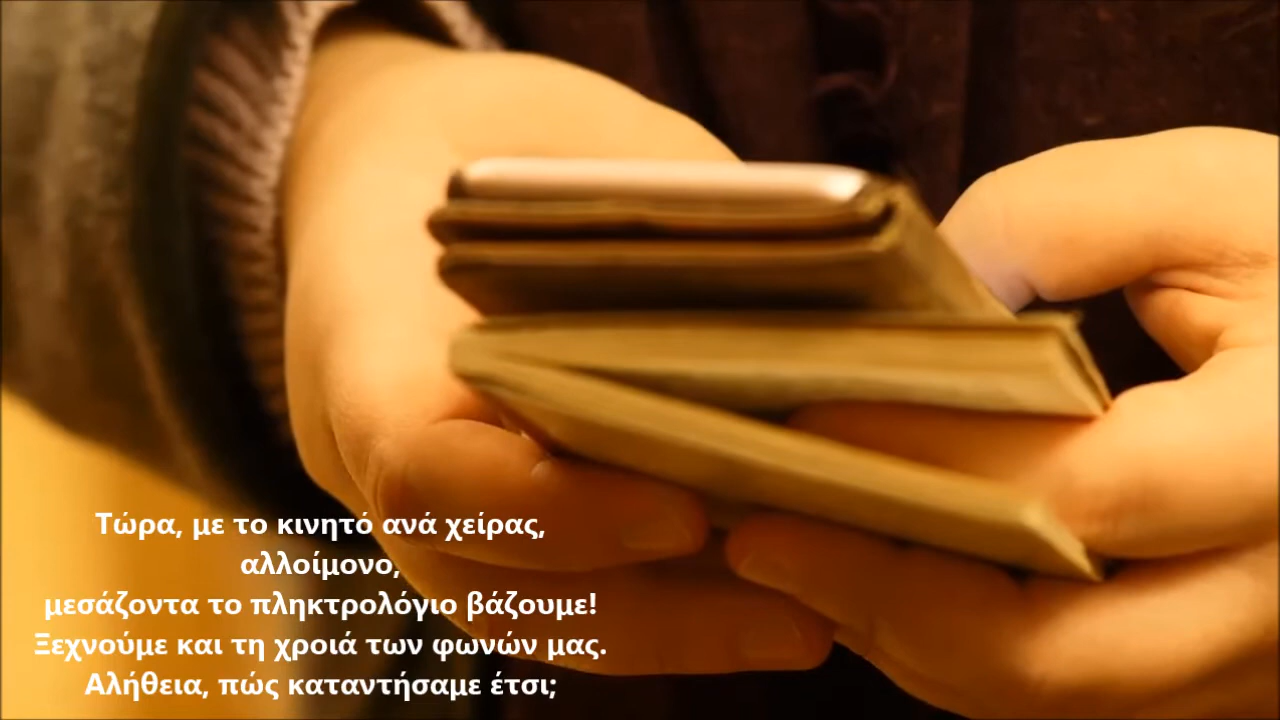 Τώρα, με το κινητό ανά χείρας,
αλλοίμονο,
μεσάζοντα το πληκτρολόγιο βάζουμε!
Ξεχνούμε και τη χροιά των φωνών μας.
Αλήθεια, πώς καταντήσαμε έτσι;